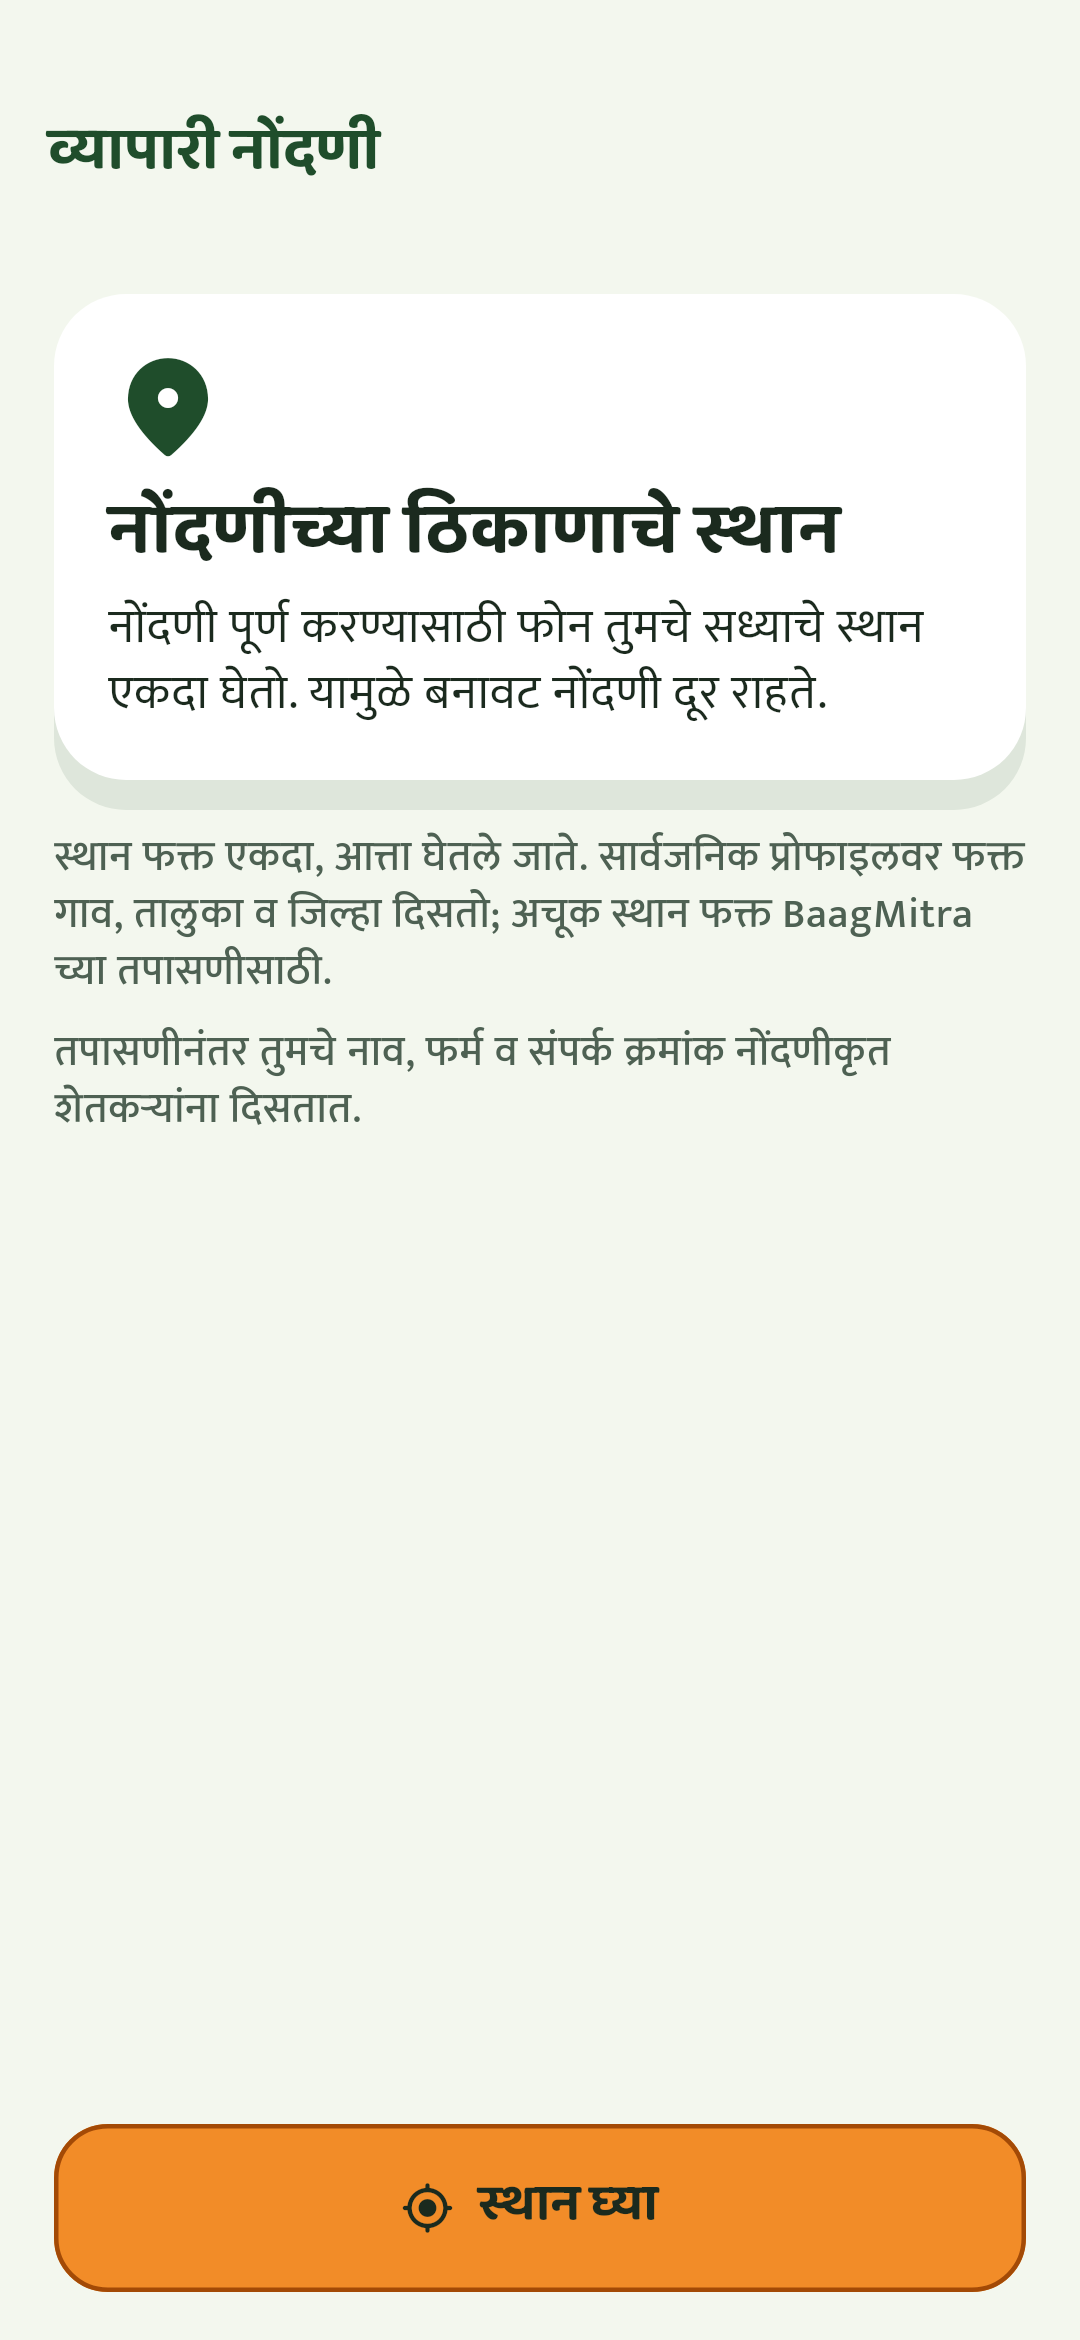 व्यापारी नोंदणी
नोंदणीच्या ठिकाणाचे स्थान
नोंदणी पूर्ण करण्यासाठी फोन तुमचे सध्याचे स्थान
एकदा घेतो. यामुळे बनावट नोंदणी दूर राहते.
स्थान फक्त एकदा, आत्ता घेतले जाते. सार्वजनिक प्रोफाइलवर फक्त
गाव, तालुका व जिल्हा दिसतो; अचूक स्थान फक्त BaagMitra
च्या तपासणीसाठी.
तपासणीनंतर तुमचे नाव, फर्म व संपर्क क्रमांक नोंदणीकृत
शेतकऱ्यांना दिसतात.
स्थान घ्या